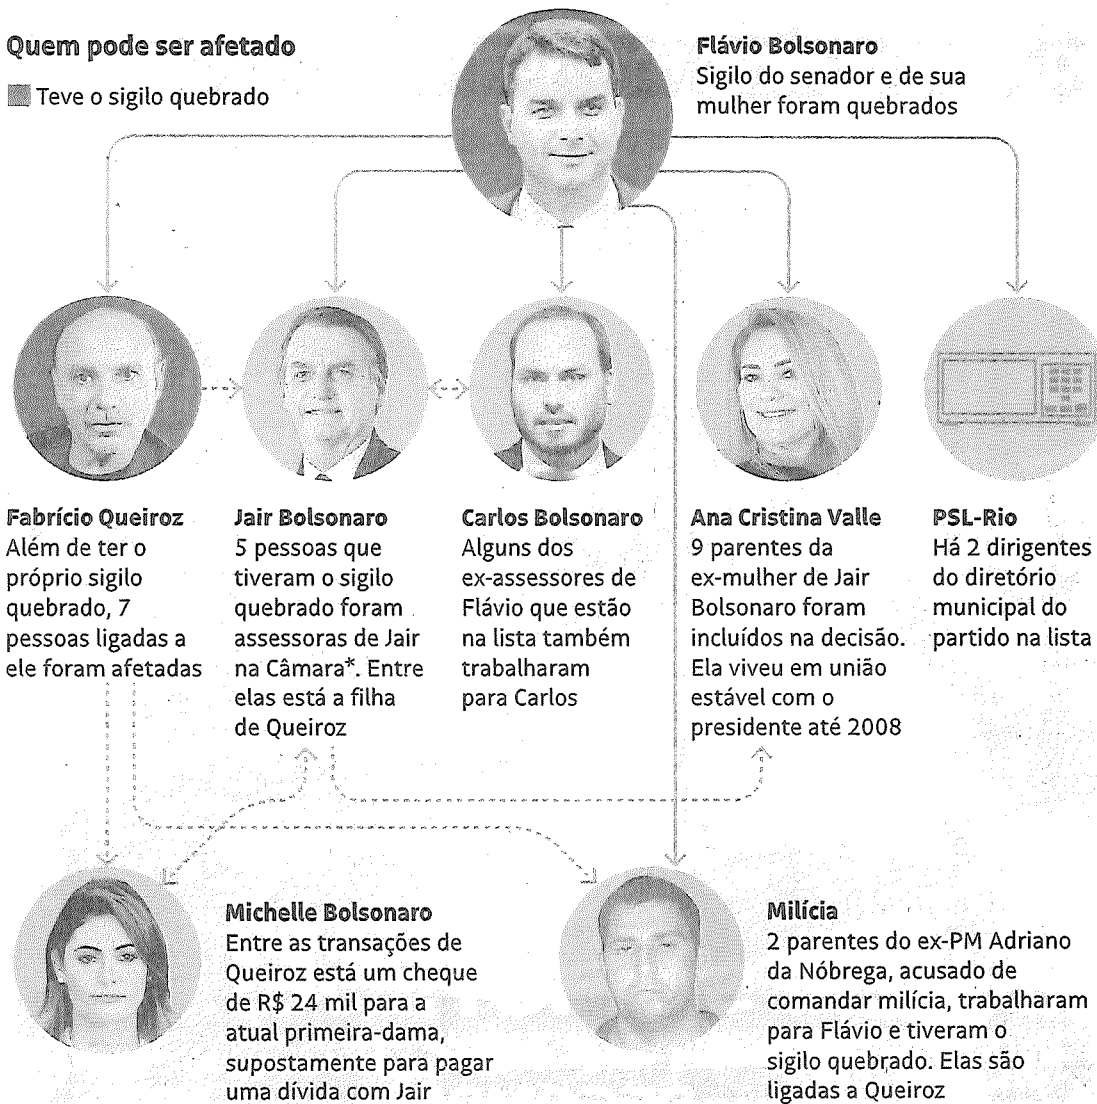 Quem pode ser afetado
Teve o sigilo quebrado
Flávio Bolsonaro
Sigilo do senador e de sua
mulher foram quebrados
Fabrício Queiroz
Além de ter o
próprio sigilo
quebrado, 7
pessoas ligadas a
ele foram afetadas
Jair Bolsonaro
5 pessoas que
tiveram o sigilo
quebrado foram
assessoras de Jair
na Câmara*. Entre
elas está a filha
de Queiroz
Carlos Bolsonaro
Alguns dos
ex-assessores de
Flávio que estão
na lista também
trabalharam
para Carlos
Ana Cristina Valle
9 parentes da
ex-mulher de Jair
Bolsonaro foram
incluídos na decisão.
Ela viveu em união
estável com o
presidente até 2008
PSL-Rio
Há 2 dirigentes
do diretório
municipal do
partido na lista
Michelle Bolsonaro
Entre as transações de
Queiroz está um cheque
de R$ 24 mil para a
atual primeira-dama,
supostamente para pagar
uma dívida com Jair
Milícia
2 parentes do ex-PM Adriano
da Nóbrega, acusado de
comandar milícia, trabalharam
para Flávio e tiveram o
sigilo quebrado. Elas são
ligadas a Queiroz